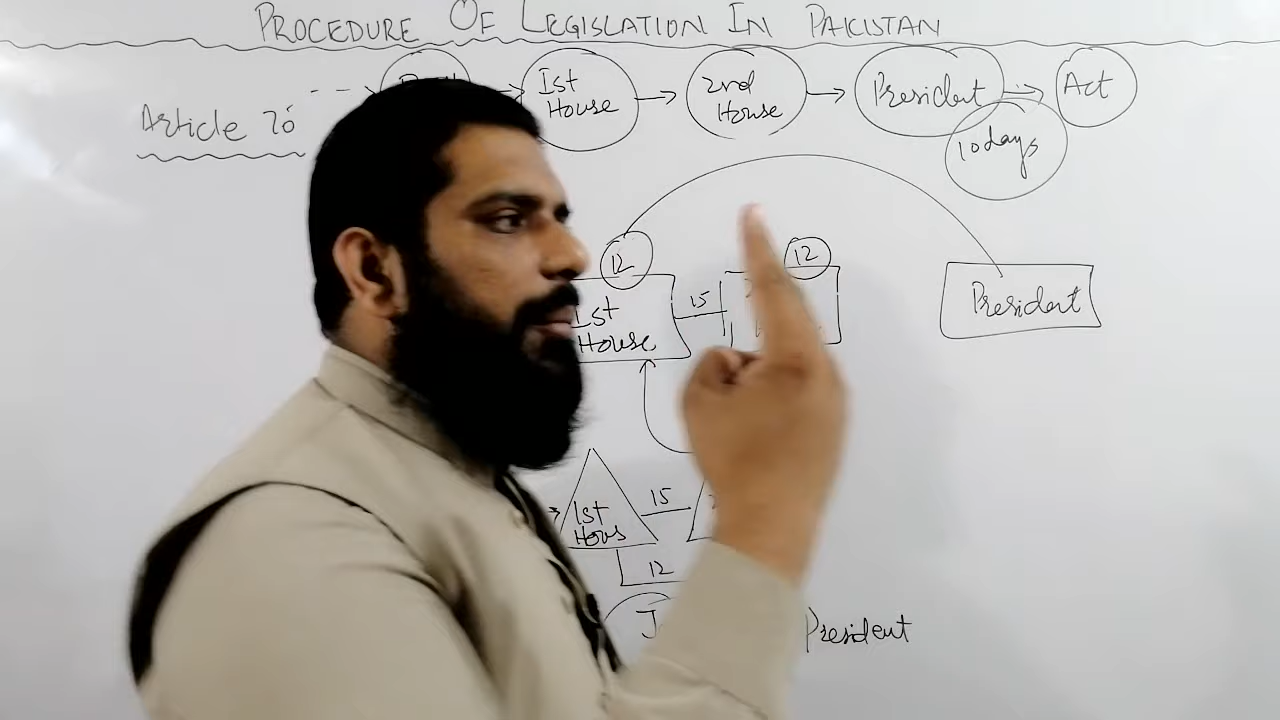 PROCEDURE OF LEGISLATION IN PAKISTAN
Article 70
Ist House
2nd House
President
Act
10 days
12
12
1st House
15
President
1st Hous
15
12
President